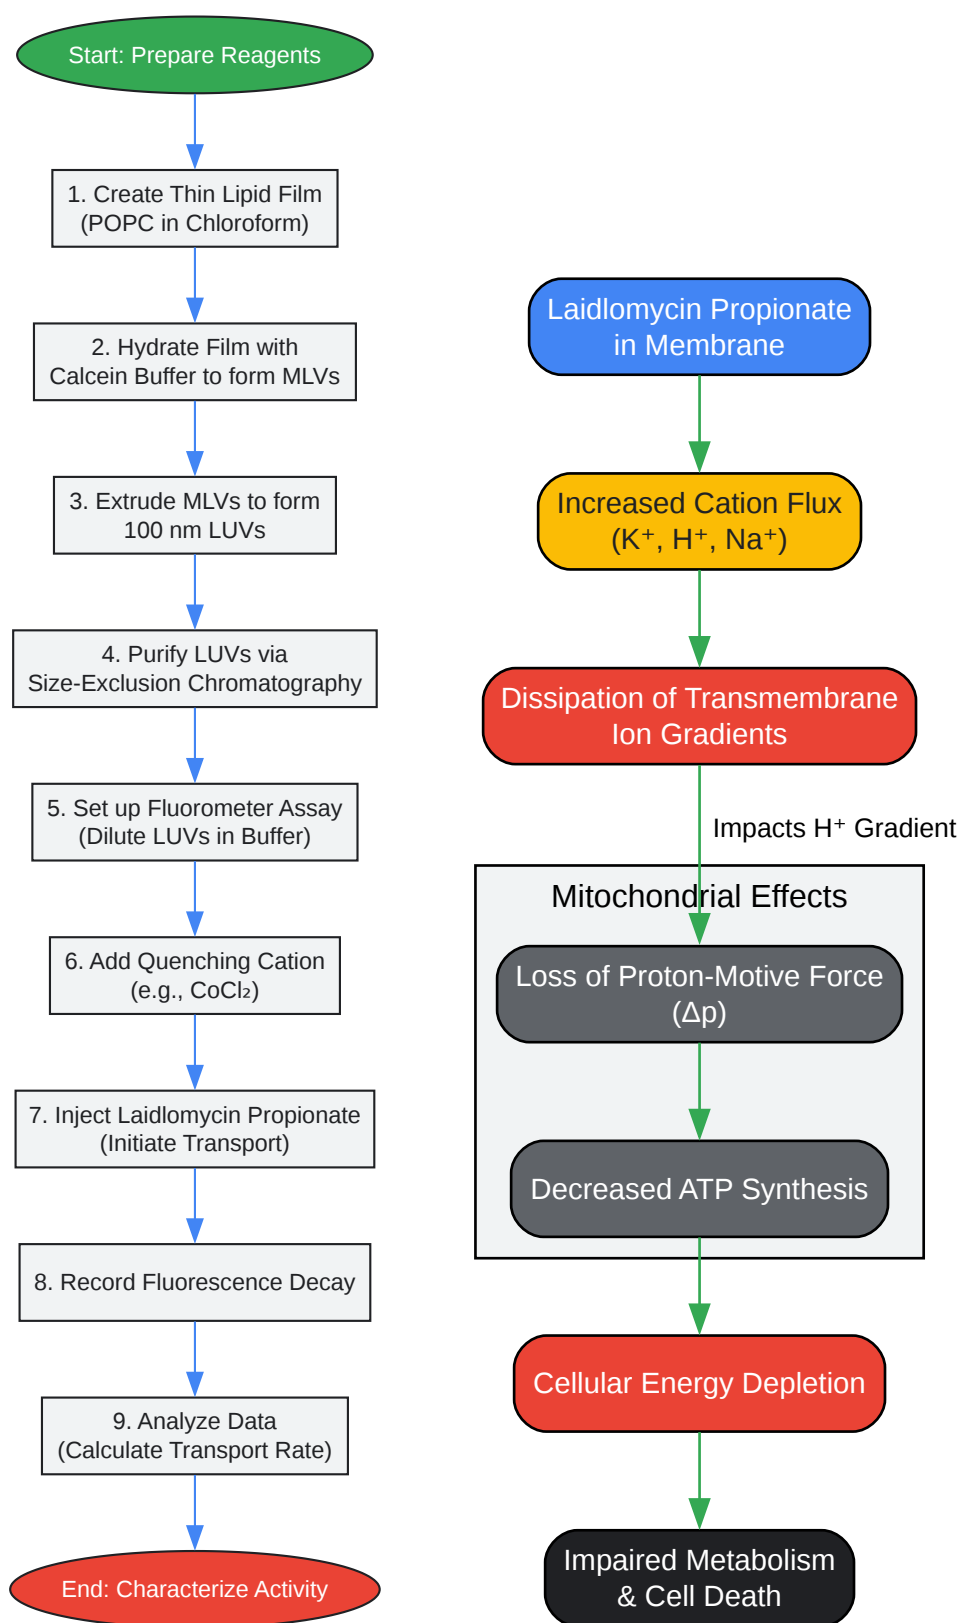 Start: Prepare Reagents
1. Create Thin Lipid Film
(POPC in Chloroform)
2. Hydrate Film with
Calcein Buffer to form MLVs
3. Extrude MLVs to form
100 nm LUVs
4. Purify LUVs via
Size-Exclusion Chromatography
5. Set up Fluorometer Assay
(Dilute LUVs in Buffer)
6. Add Quenching Cation
(e.g., CoCl₂)
7. Inject Laidlomycin Propionate
(Initiate Transport)
8. Record Fluorescence Decay
9. Analyze Data
(Calculate Transport Rate)
End: Characterize Activity
Laidlomycin Propionate
in Membrane
Increased Cation Flux
(K⁺, H⁺, Na⁺)
Dissipation of Transmembrane
Ion Gradients
Impacts H⁺ Gradient
Mitochondrial Effects
Loss of Proton-Motive Force
(Δp)
Decreased ATP Synthesis
Cellular Energy Depletion
Impaired Metabolism
& Cell Death